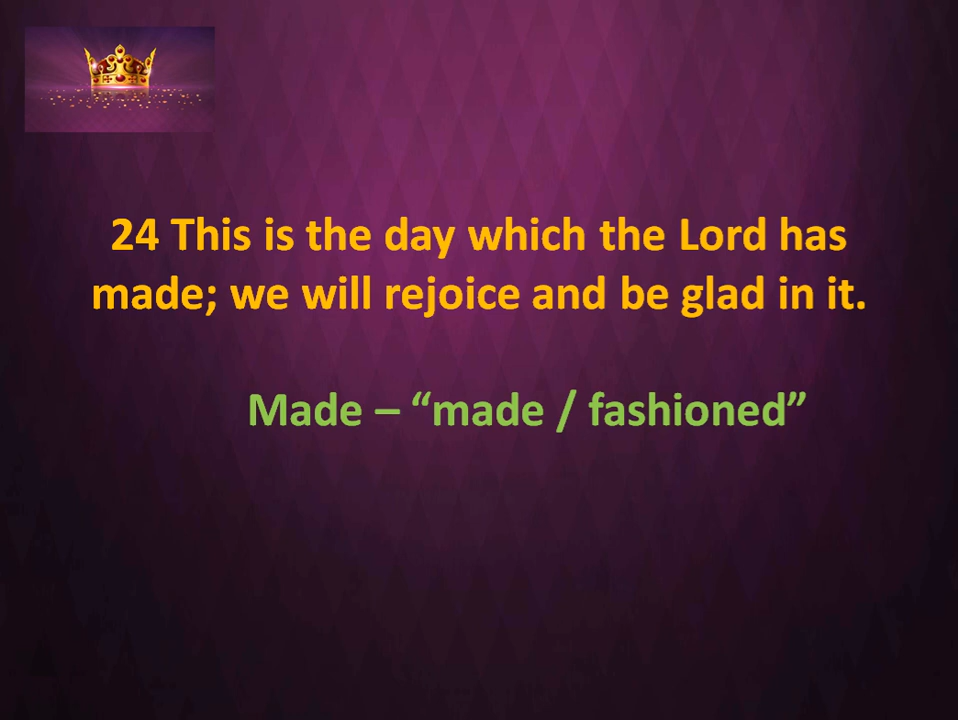 24 This is the day which the Lord has
made; we will rejoice and be glad in it.
Made – “made / fashioned”